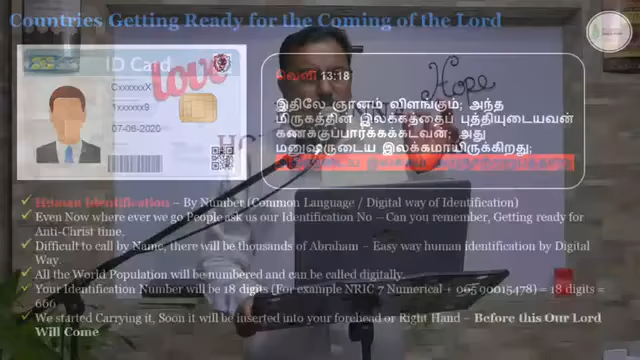 Countries Getting Ready for the Coming of the Lord
ID Card
love
CxxxxxxX
1xxxxxx9
07-06-2020
Hope
வெளி 13:18
இதிலே ஞானம் விளங்கும்; அந்த
மிருகத்தின் இலக்கத்தைப் புத்தியுடையவன்
கணக்குப்பார்க்கக்கடவன்; அது
மனுஷருடைய இலக்கமாயிருக்கிறது;
Human Identification – By Number (Common Language / Digital way of Identification)
Even Now where ever we go People ask us our Identification No – Can you remember, Getting ready for
Anti-Christ time,
Difficult to call by Name, there will be thousands of Abraham – Easy way human identification by Digital
Way.
All the World Population will be numbered and can be called digitally.
Your Identification Number will be 18 digits (For example NRIC 7 Numerical + 065 90015478) = 18 digits =
666
We started Carrying it, Soon it will be inserted into your forehead or Right Hand – Before this Our Lord
Will Come